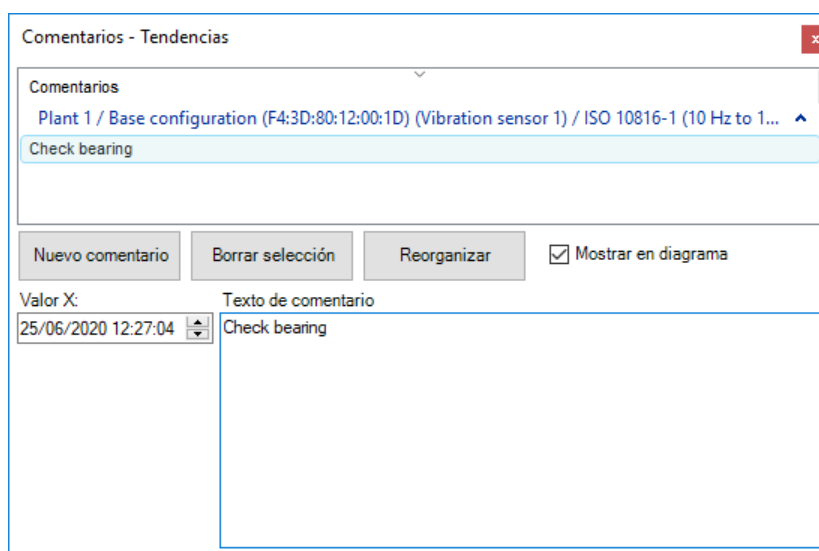 Comentarios - Tendencias
x
Comentarios
Plant 1 / Base configuration (F4:3D:80:12:00:1D) (Vibration sensor 1) / ISO 10816-1 (10 Hz to 1...
Check bearing
Nuevo comentario Borrar selección Reorganizar Mostrar en diagrama
Valor X: Texto de comentario
25/06/2020 12:27:04 Check bearing